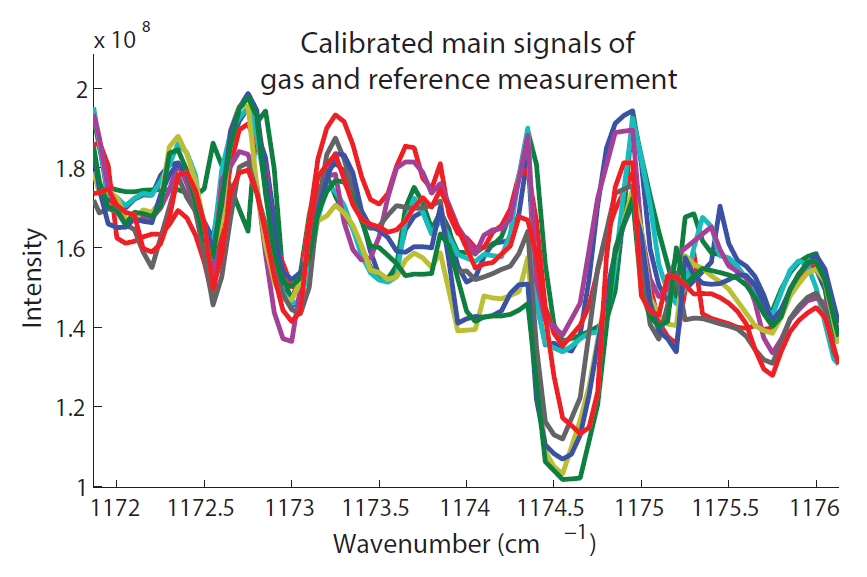 x 10 8
Calibrated main signals of
gas and reference measurement
2
1.8
1.6
1.4
1.2
1
Intensity
1172 1172.5 1173 1173.5 1174 1174.5 1175 1175.5 1176
Wavenumber (cm −1)